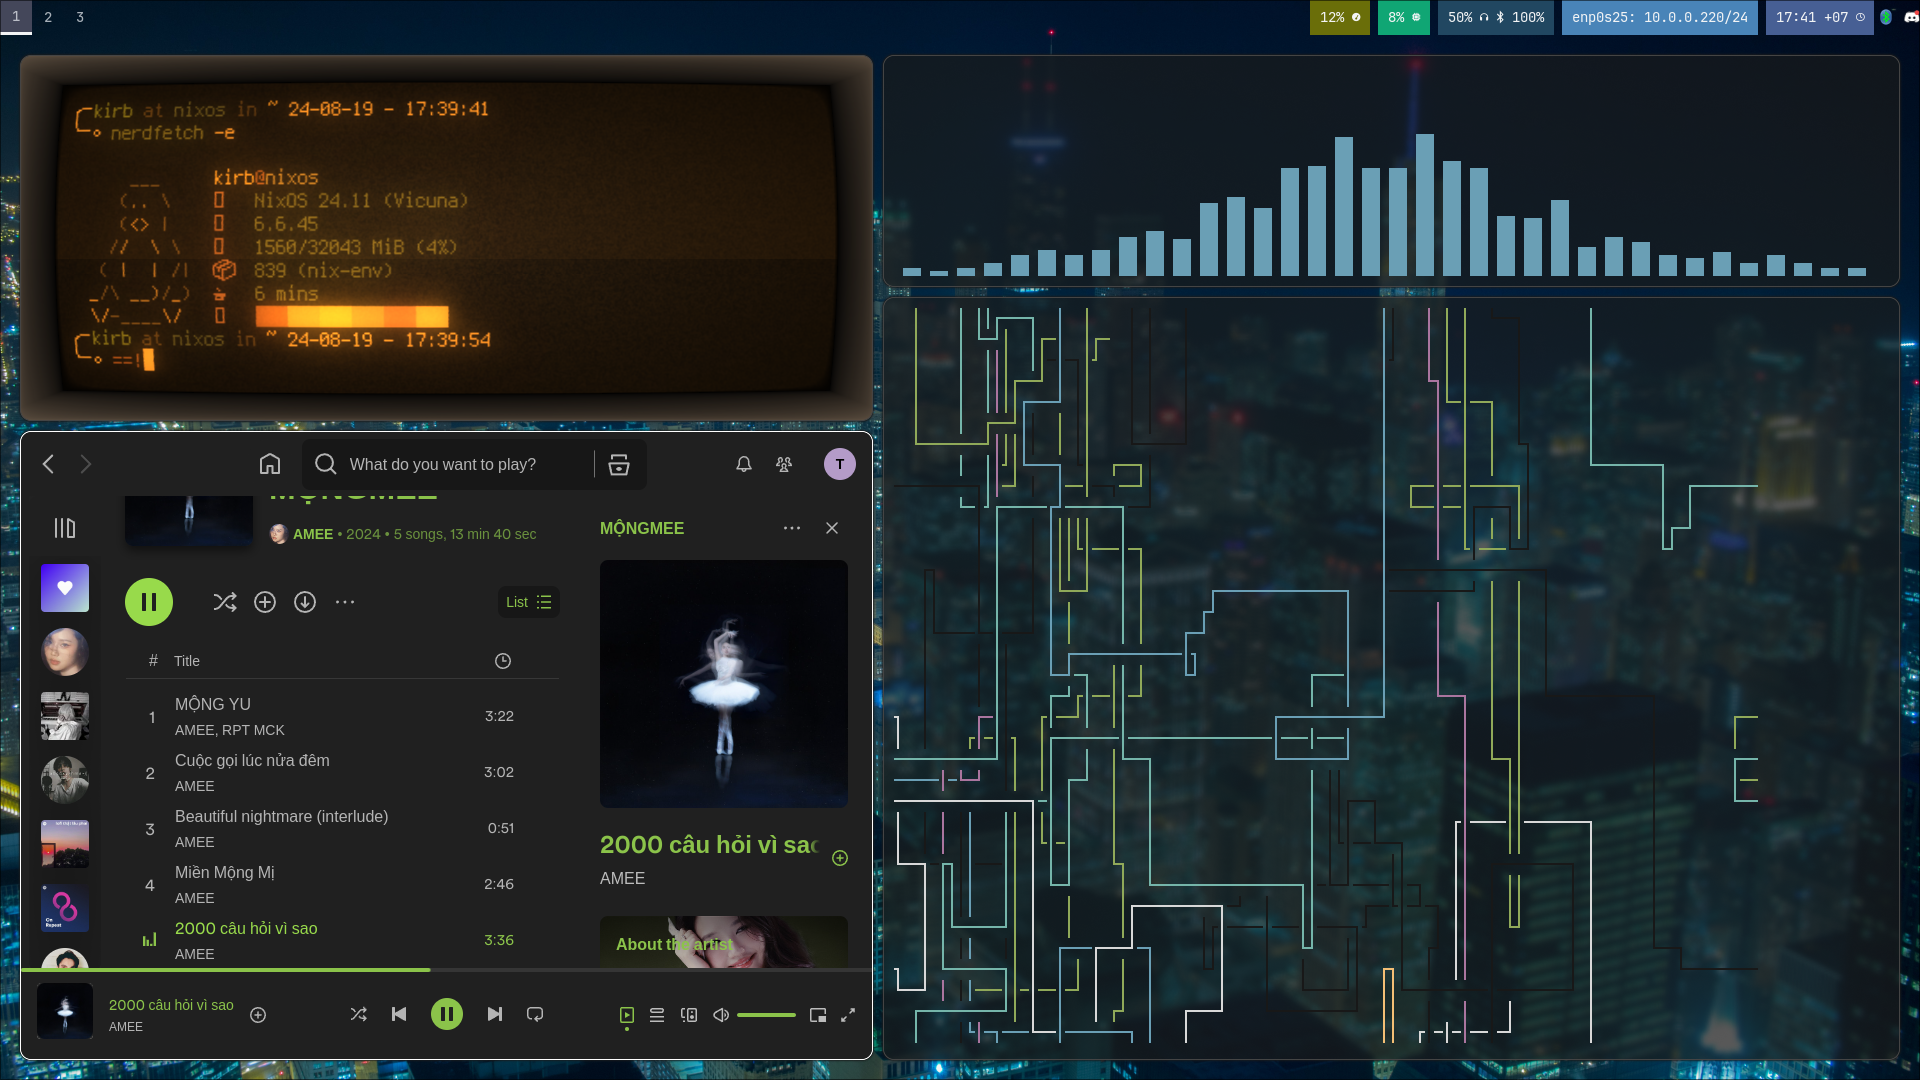 1 2 3
12% 8% 50% 100% enp0s25: 10.0.0.220/24 17:41 +07
kirb at nixos in ~ 24-08-19 - 17:39:41
nerdfetch -e
kirb@nixos
NixOS 24.11 (Vicuna)
6.6.45
1560/32043 MiB (4%)
839 (nix-env)
6 mins
kirb at nixos in ~ 24-08-19 - 17:39:54
==!
What do you want to play?
T
MỘNGMEE
AMEE • 2024 • 5 songs, 13 min 40 sec
List
# Title
1 MỘNG YU 3:22
AMEE, RPT MCK
2 Cuộc gọi lúc nửa đêm 3:02
AMEE
3 Beautiful nightmare (interlude) 0:51
AMEE
4 Miền Mộng Mị 2:46
AMEE
2000 câu hỏi vì sao 3:36
AMEE
On
Repeat
MỘNGMEE
2000 câu hỏi vì sao
AMEE
About the artist
2000 câu hỏi vì sao
AMEE